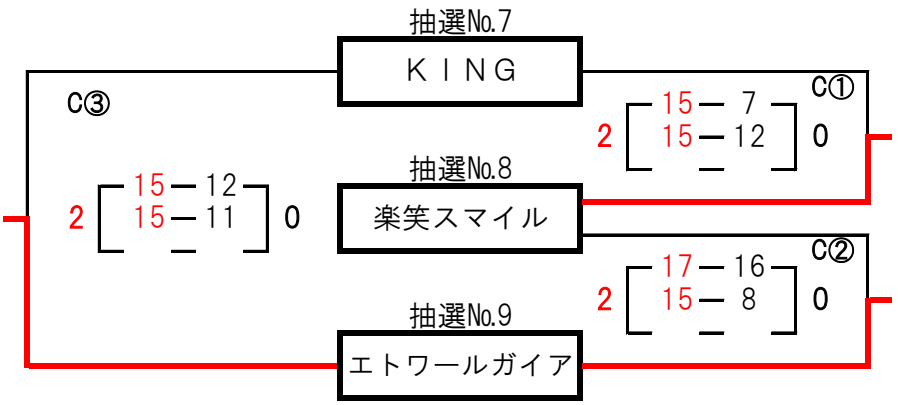 抽選№.7
ＫＩＮＧ
C①
15 ― 7
2 15 ― 12 0
―
C③
15 ― 12
2 15 ― 11 0
―
抽選№.8
楽笑スマイル
C②
17 ― 16
2 15 ― 8 0
―
抽選№.9
エトワールガイア